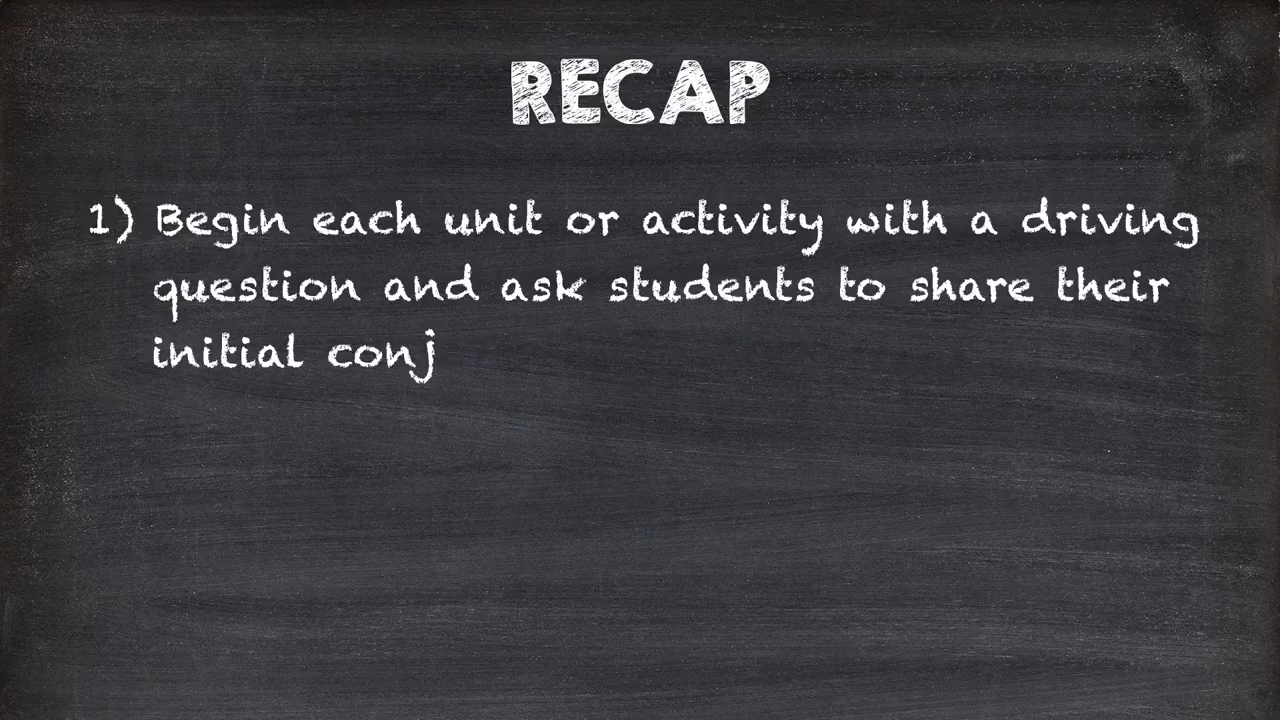 RECAP
1) Begin each unit or activity with a driving
question and ask students to share their
initial conj